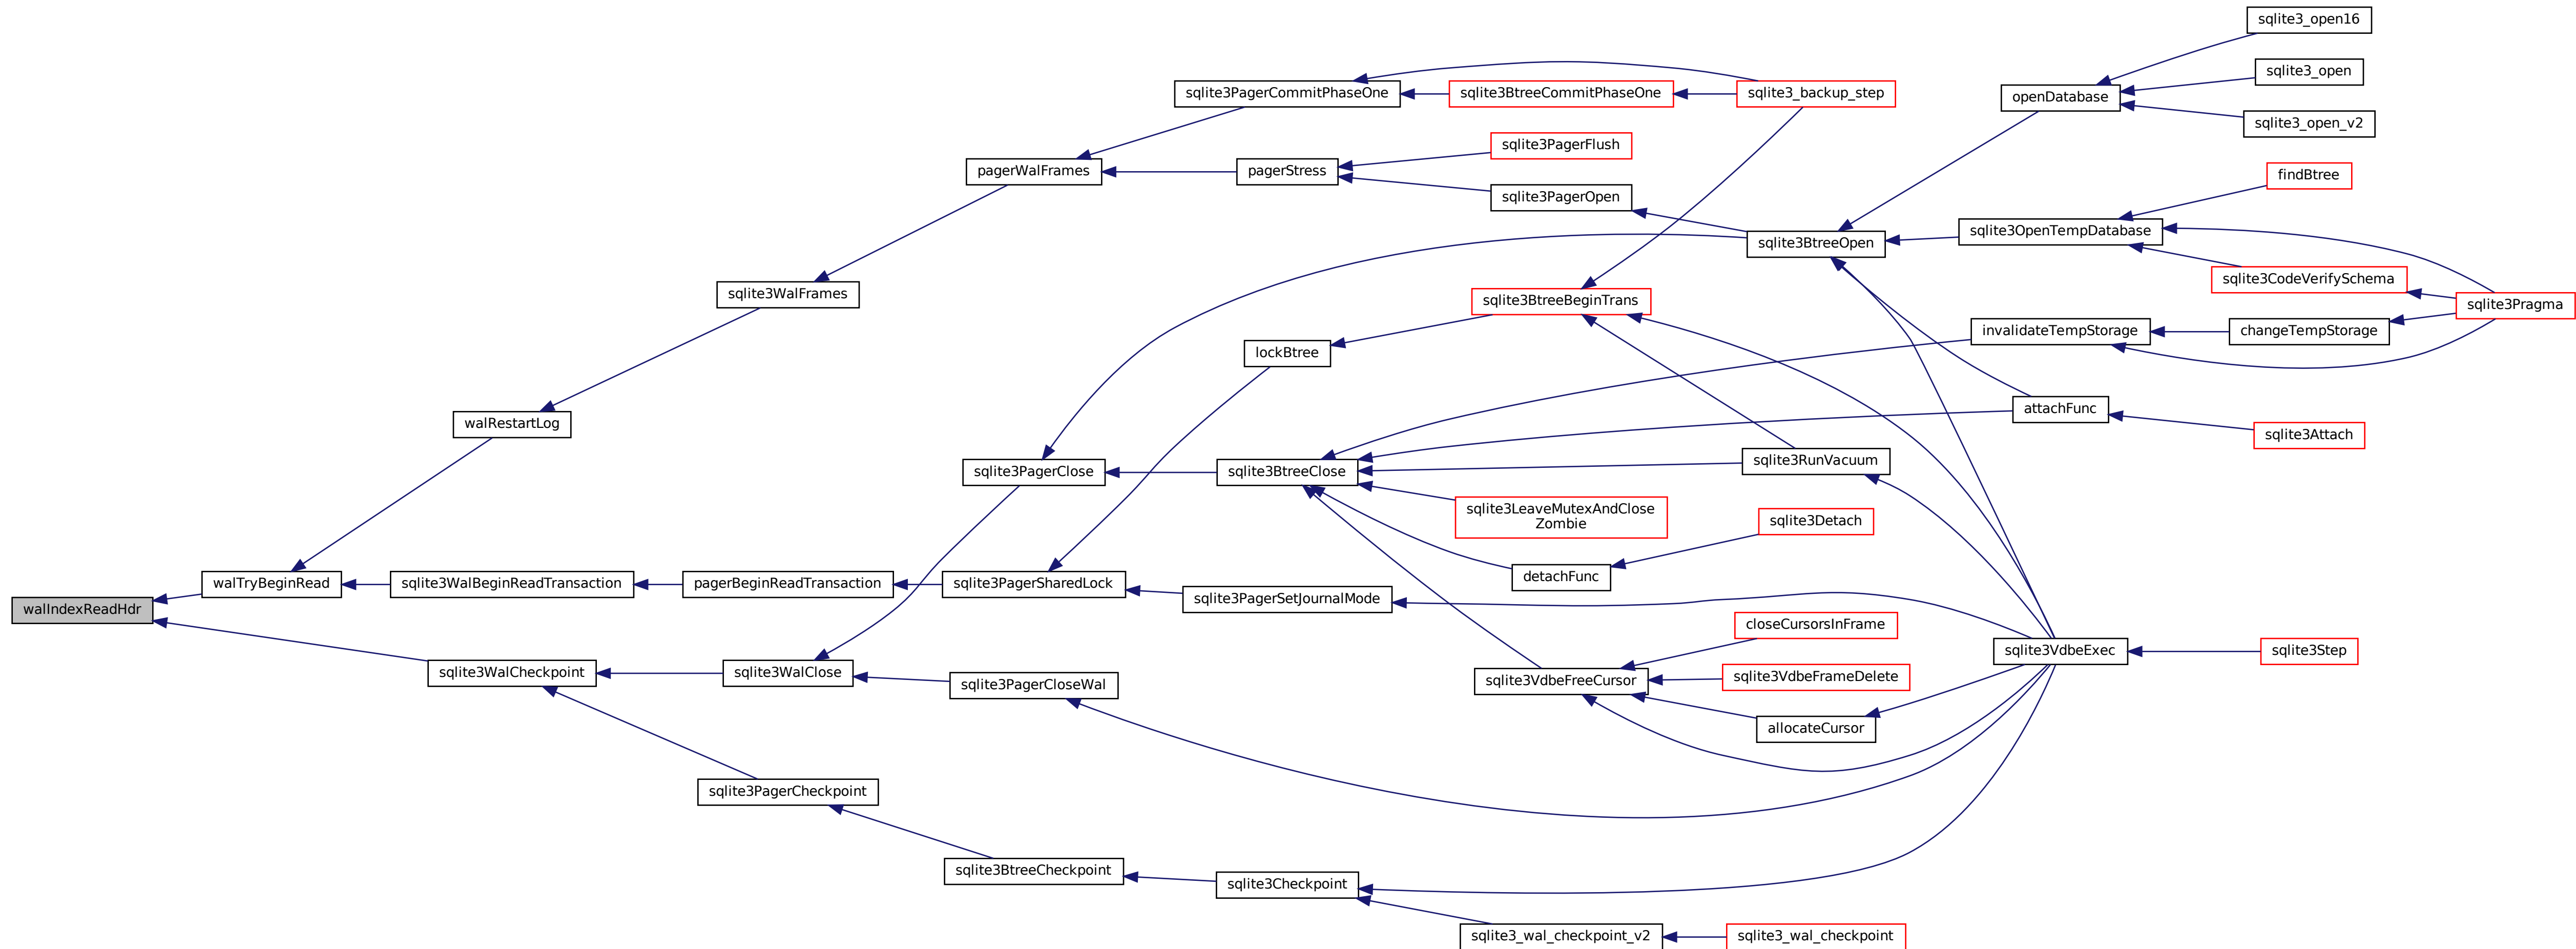 sqlite3_open16
sqlite3_open
sqlite3PagerCommitPhaseOne
sqlite3BtreeCommitPhaseOne
sqlite3_backup_step
openDatabase
sqlite3_open_v2
sqlite3PagerFlush
pagerWalFrames
pagerStress
findBtree
sqlite3PagerOpen
sqlite3OpenTempDatabase
sqlite3BtreeOpen
sqlite3CodeVerifySchema
sqlite3WalFrames
sqlite3BtreeBeginTrans
sqlite3Pragma
invalidateTempStorage
changeTempStorage
lockBtree
attachFunc
walRestartLog
sqlite3Attach
sqlite3RunVacuum
sqlite3PagerClose
sqlite3BtreeClose
sqlite3LeaveMutexAndClose
Zombie
sqlite3Detach
detachFunc
walTryBeginRead
sqlite3WalBeginReadTransaction
pagerBeginReadTransaction
sqlite3PagerSharedLock
sqlite3PagerSetJournalMode
walIndexReadHdr
closeCursorsInFrame
sqlite3VdbeExec
sqlite3Step
sqlite3WalCheckpoint
sqlite3WalClose
sqlite3PagerCloseWal
sqlite3VdbeFreeCursor
sqlite3VdbeFrameDelete
allocateCursor
sqlite3PagerCheckpoint
sqlite3BtreeCheckpoint
sqlite3Checkpoint
sqlite3_wal_checkpoint_v2
sqlite3_wal_checkpoint